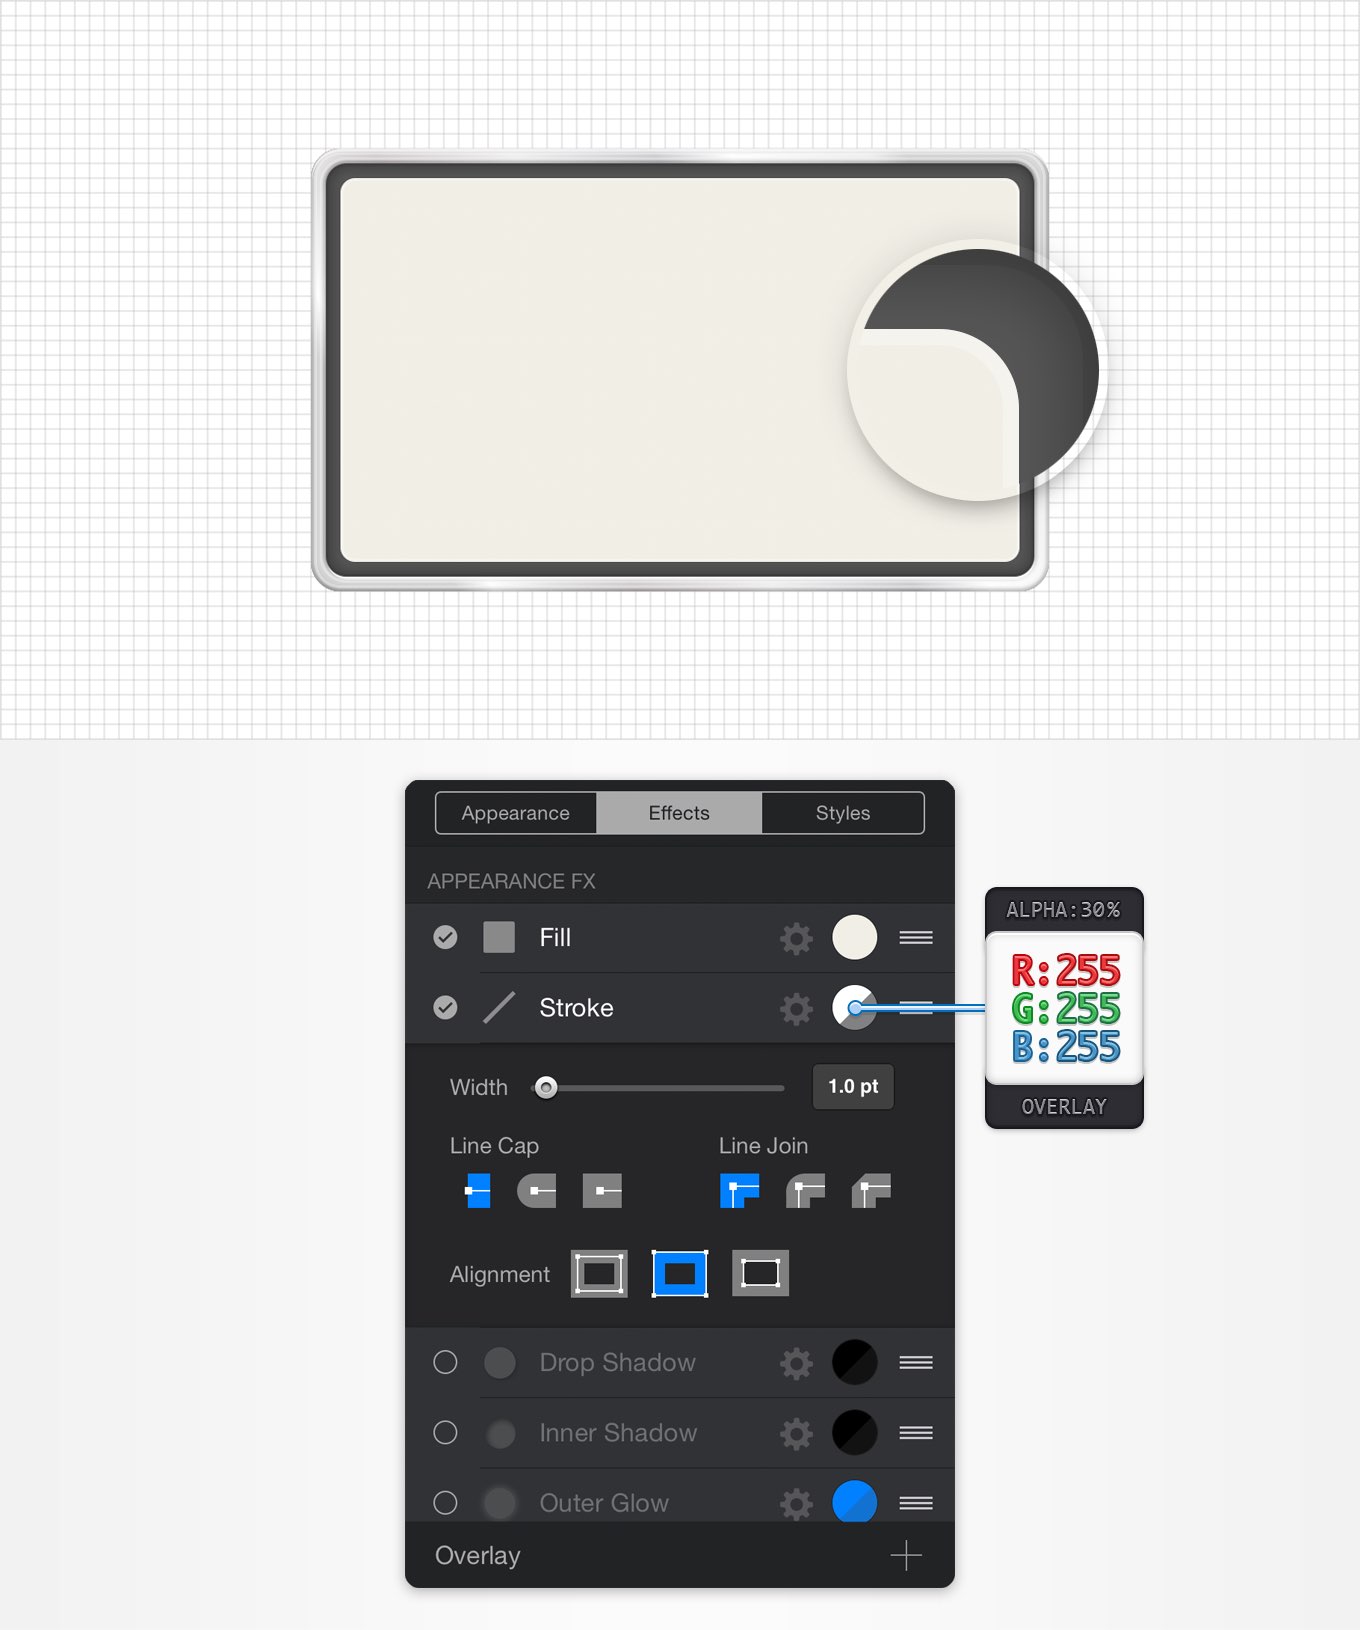 Appearance
Effects
Styles
APPEARANCE FX
Fill
Stroke
ALPHA:30%
R:255
G:255
B:255
OVERLAY
Width
1.0 pt
Line Cap
Line Join
Alignment
Drop Shadow
Inner Shadow
Outer Glow
Overlay